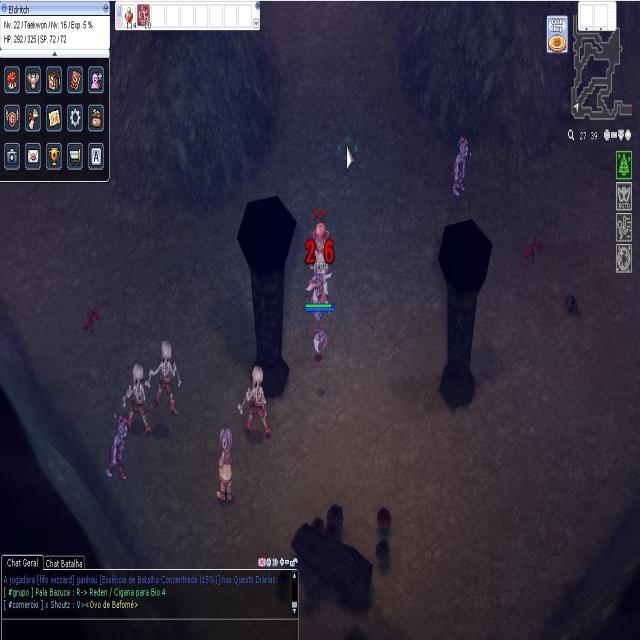 Eldritch
Nv. 22 / Taekwon / Nv. 16 / Exp. 5 %
HP. 292 / 325 | SP. 72 / 72
26
27 39
Chat Geral Chat Batalha
A jogadora [fifo wizzard] ganhou [Essência de Batalha Concentrada (15%)] nas Quests Diárias.
[ #grupo ] Pala Bazuca : R-> Reden / Cigana para Bio 4
[ #comercio ] x Shoutz : V><Ovo de Bafomé>